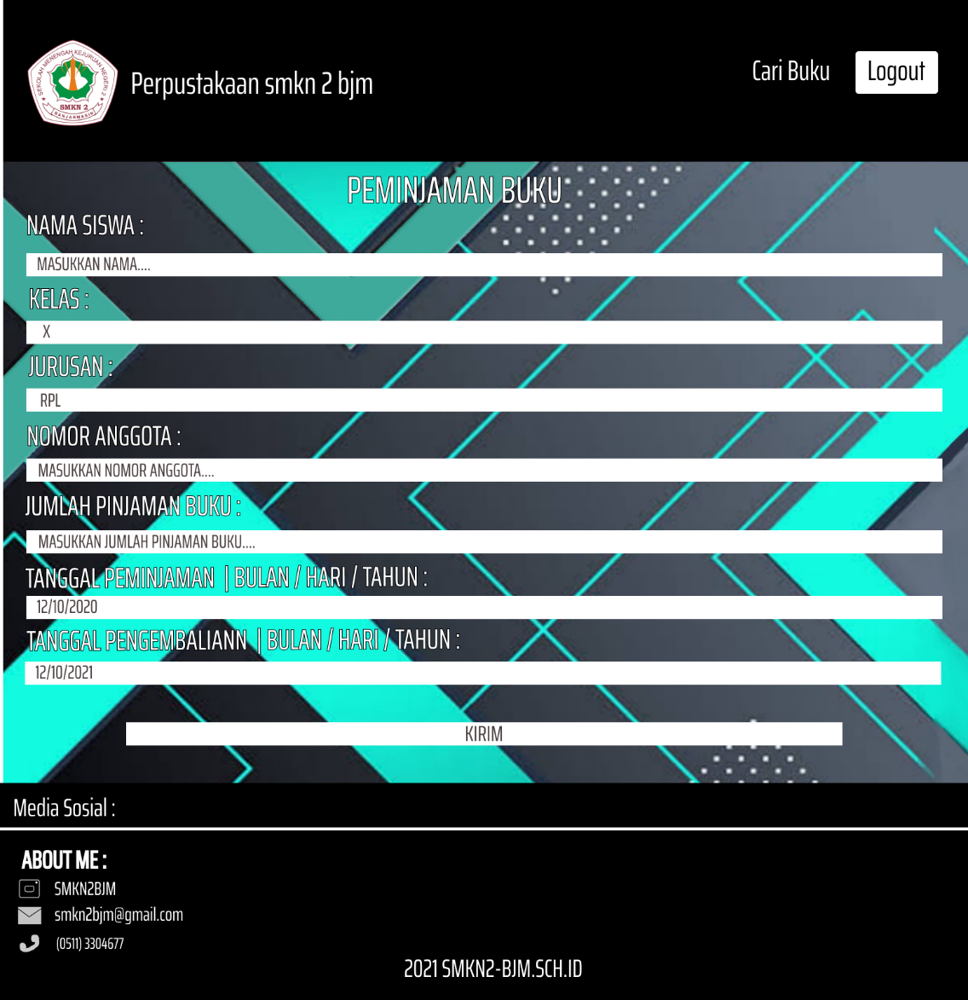 SEKOLAH MENENGAH KEJURUAN NEGERI 2
SMKN 2
BANJARMASIN
Perpustakaan smkn 2 bjm
Cari Buku
Logout
PEMINJAMAN BUKU
NAMA SISWA :
MASUKKAN NAMA....
KELAS :
X
JURUSAN :
RPL
NOMOR ANGGOTA :
MASUKKAN NOMOR ANGGOTA....
JUMLAH PINJAMAN BUKU :
MASUKKAN JUMLAH PINJAMAN BUKU....
TANGGAL PEMINJAMAN | BULAN / HARI / TAHUN :
12/10/2020
TANGGAL PENGEMBALIANN | BULAN / HARI / TAHUN :
12/10/2021
KIRIM
Media Sosial :
ABOUT ME :
SMKN2BJM
smkn2bjm@gmail.com
(0511) 3304677
2021 SMKN2-BJM.SCH.ID